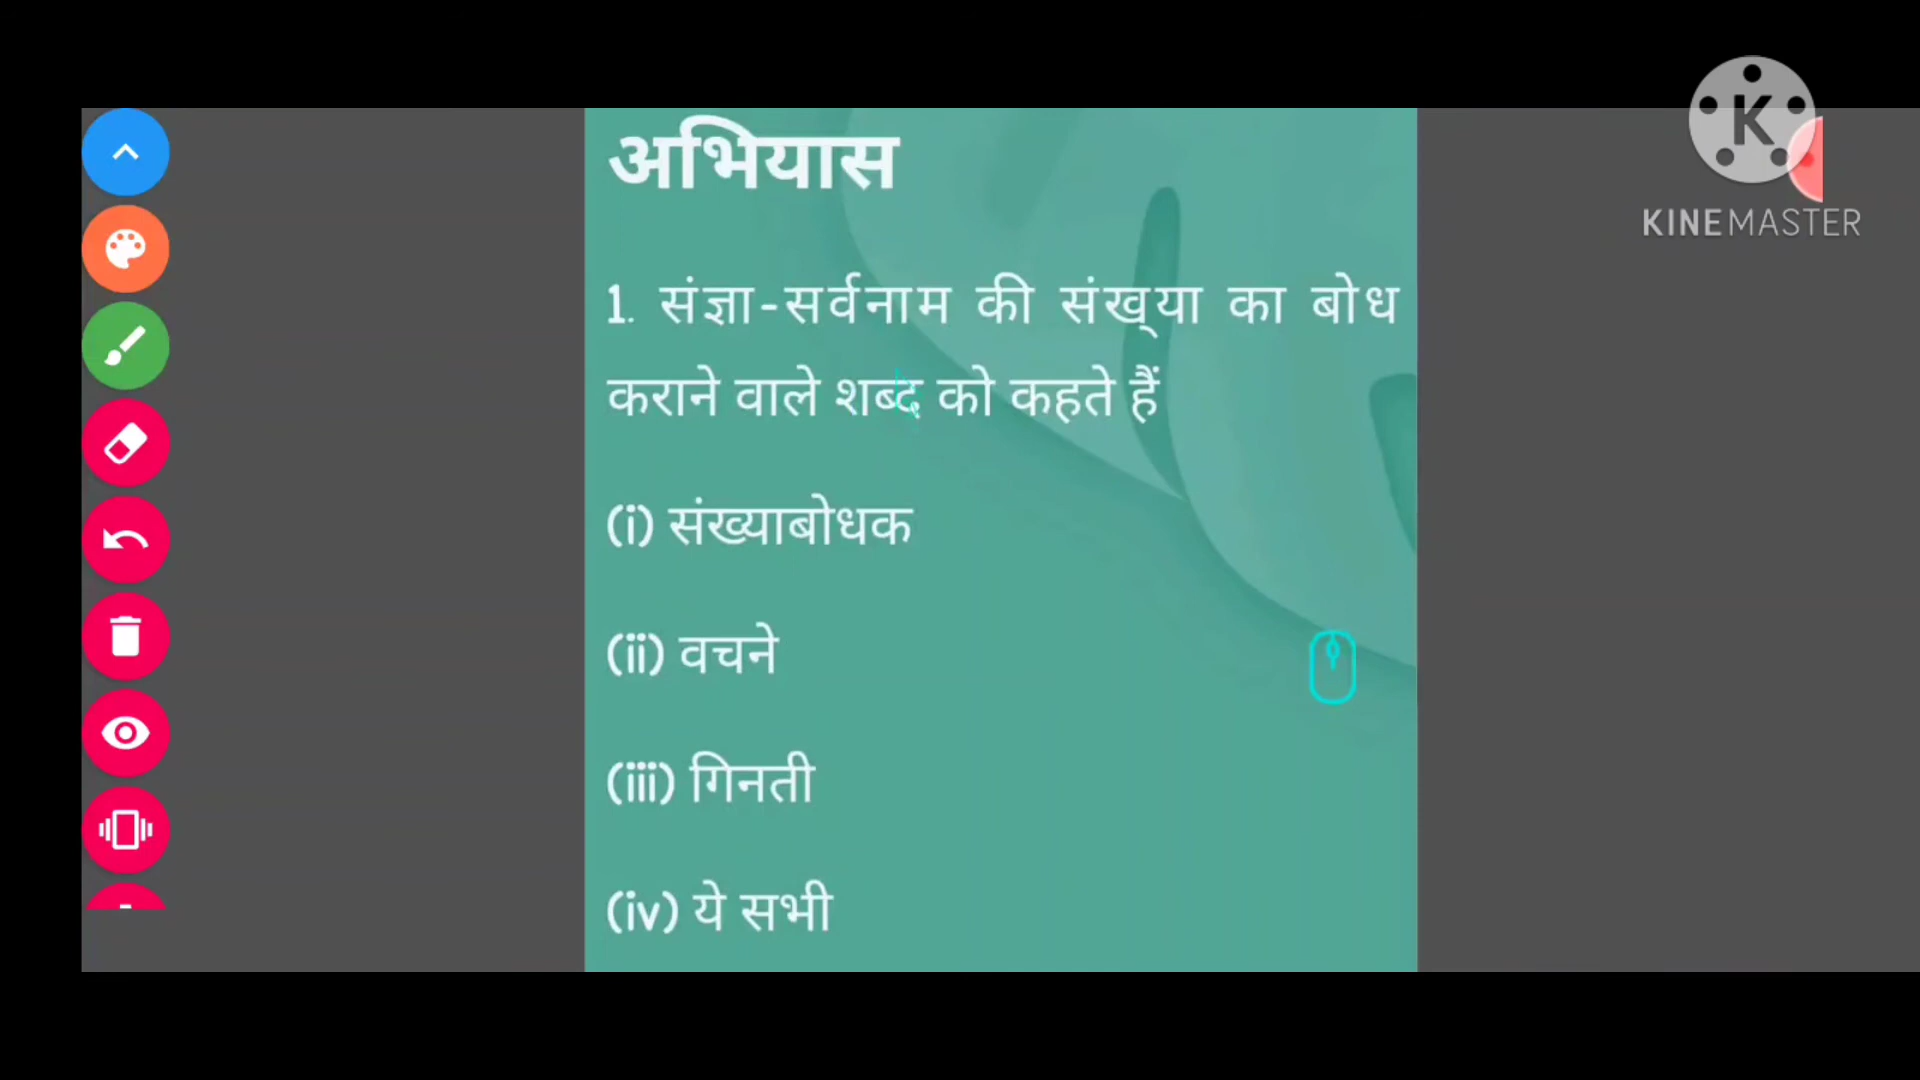 KINEMASTER
अभियास
1. संज्ञा-सर्वनाम की संख्या का बोध
कराने वाले शब्द को कहते हैं
(i) संख्याबोधक
(ii) वचने
(iii) गिनती
(iv) ये सभी